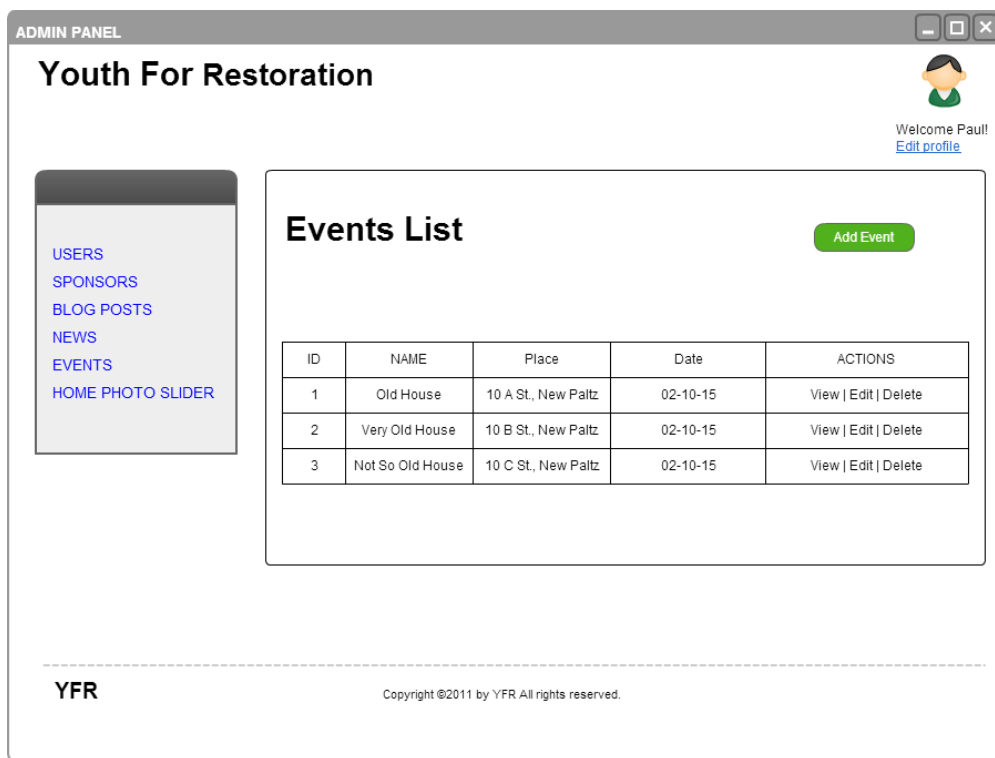 ADMIN PANEL
Youth For Restoration
Welcome Paul!
Edit profile
USERS
SPONSORS
BLOG POSTS
NEWS
EVENTS
HOME PHOTO SLIDER
Events List
Add Event
ID NAME Place Date ACTIONS
1 Old House 10 A St., New Paltz 02-10-15 View | Edit | Delete
2 Very Old House 10 B St., New Paltz 02-10-15 View | Edit | Delete
3 Not So Old House 10 C St., New Paltz 02-10-15 View | Edit | Delete
YFR
Copyright ©2011 by YFR All rights reserved.